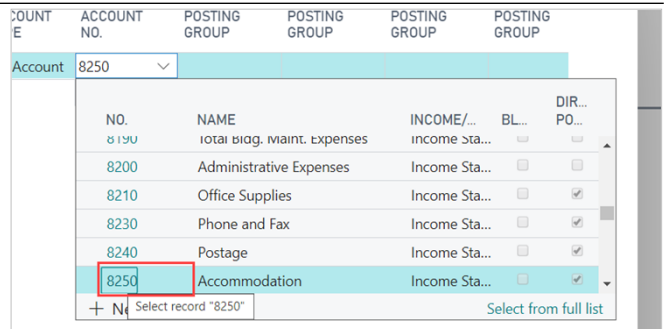 COUNT ACCOUNT POSTING POSTING POSTING POSTING
E NO. GROUP GROUP GROUP GROUP
Account 8250
DIR...
NO. NAME INCOME/... BL... PO...
8190 Total Bldg. Maint. Expenses Income Sta...
8200 Administrative Expenses Income Sta...
8210 Office Supplies Income Sta...
8230 Phone and Fax Income Sta...
8240 Postage Income Sta...
8250 Accommodation Income Sta...
+ Ne Select record "8250" Select from full list